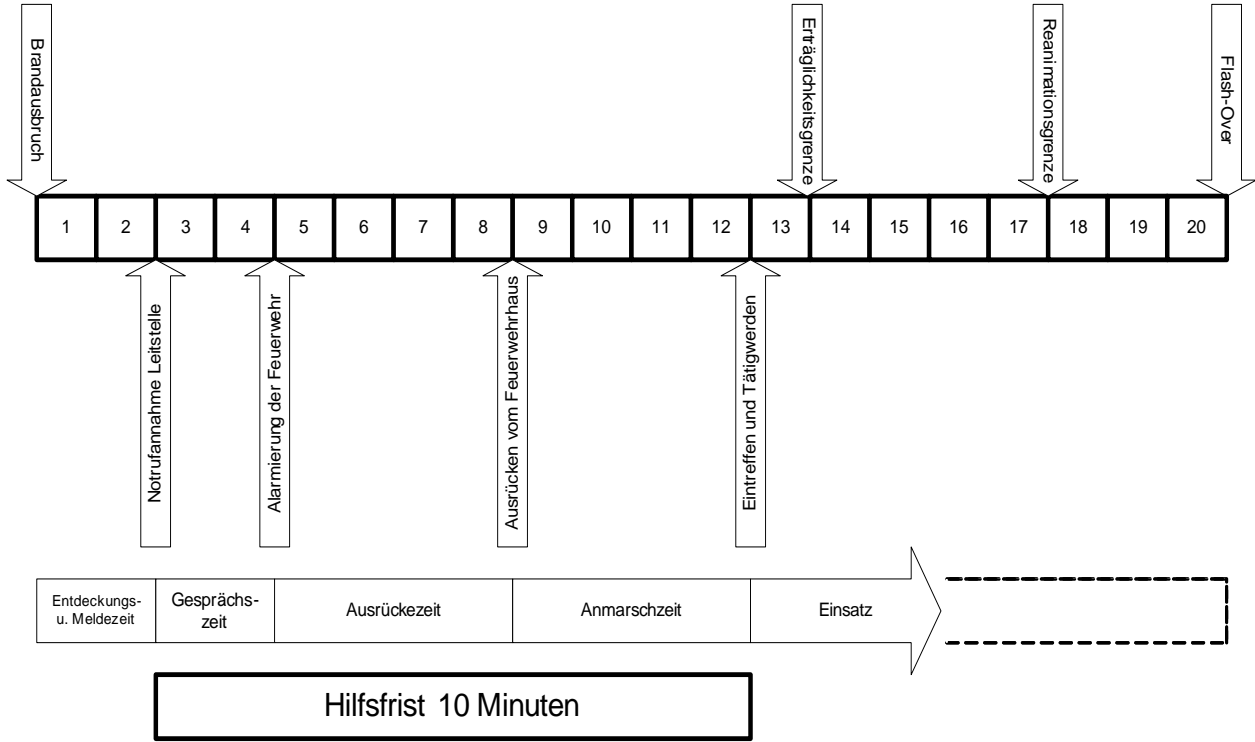 Brandausbruch
Erträglichkeitsgrenze
Reanimationsgrenze
Flash-Over
1 2 3 4 5 6 7 8 9 10 11 12 13 14 15 16 17 18 19 20
Notrufannahme Leitstelle
Alarmierung der Feuerwehr
Ausrücken vom Feuerwehrhaus
Eintreffen und Tätigwerden
Entdeckungs-
u. Meldezeit
Gesprächs-
zeit
Ausrückezeit
Anmarschzeit
Einsatz
Hilfsfrist 10 Minuten